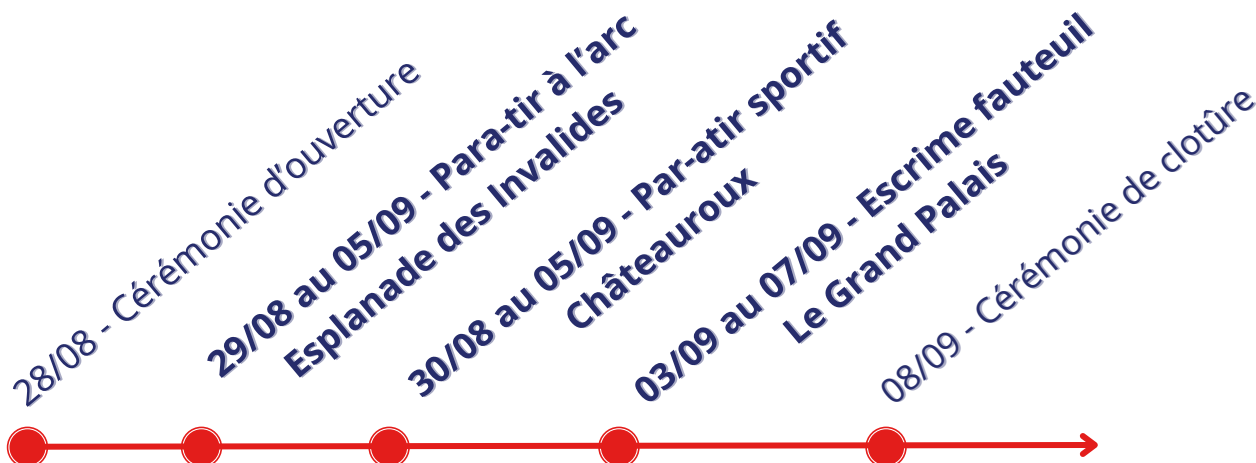 28/08 - Cérémonie d'ouverture
29/08 au 05/09 - Para-tir à l'arc
Esplanade des Invalides
30/08 au 05/09 - Par-atir sportif
Châteauroux
03/09 au 07/09 - Escrime fauteuil
Le Grand Palais
08/09 - Cérémonie de clotûre